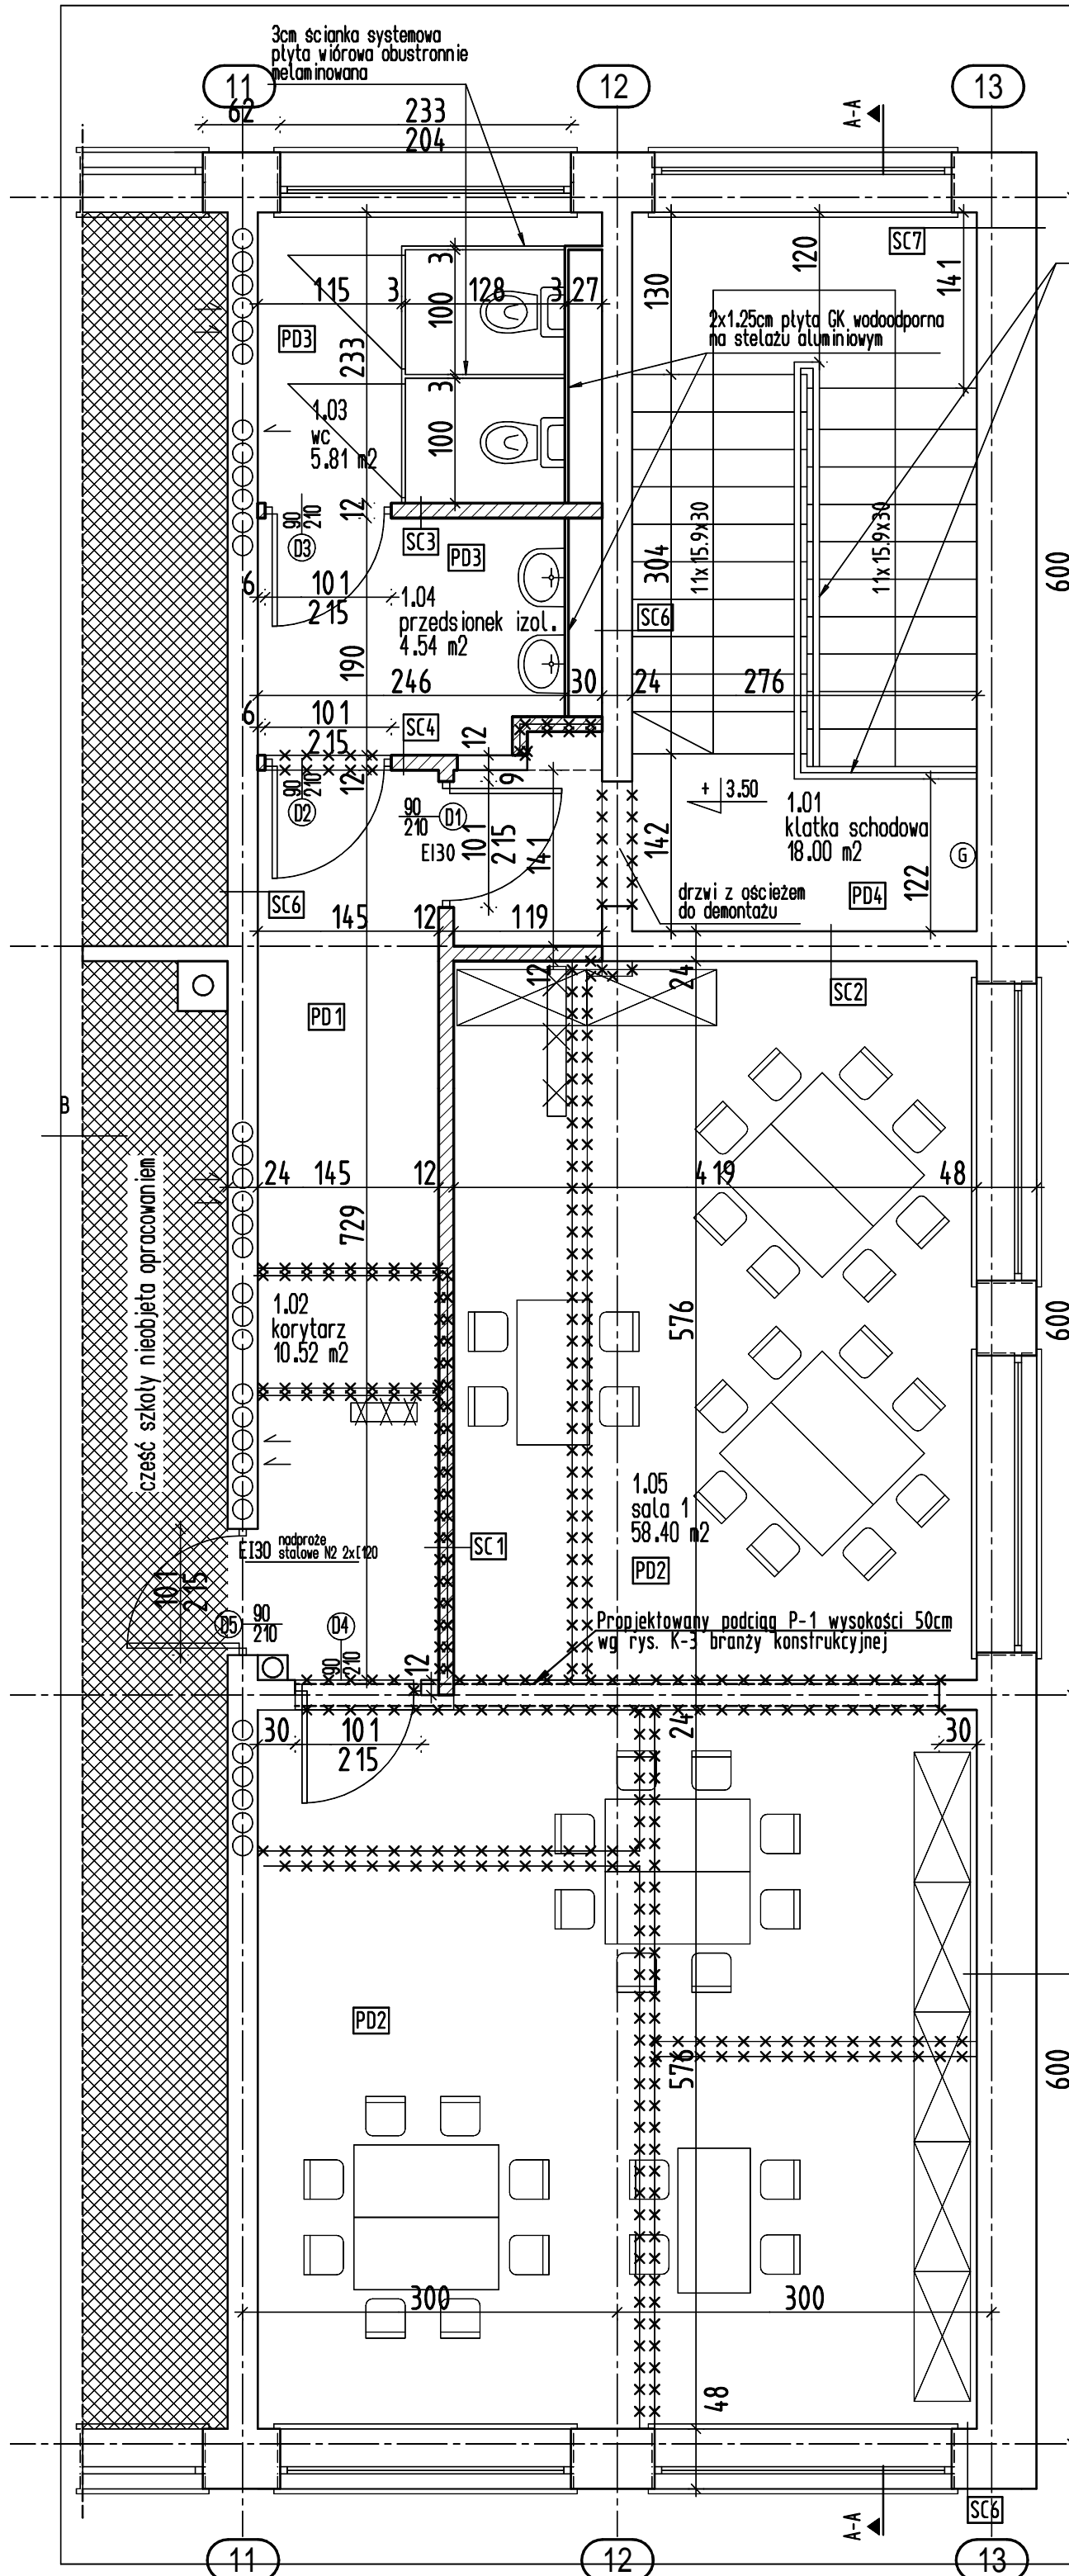 3cm ścianka systemowa
płyta wiórowa obustronnie
melaminowana
11
12
13
62
233
204
A-A
SC7
120
141
130
3
115
3
128
3
27
100
PD3
233
2x1.25cm płyta GK wodoodporna
na stelażu aluminiowym
3
1.03
wc
5.81 m2
100
12
90
210
D3
SC3
PD3
304
11x15.9x30
11x15.9x30
600
6
101
215
1.04
przedsionek izol.
4.54 m2
SC6
190
246
30
24
276
6
101
215
SC4
12
12
9
90
210
D2
90
210
D1
EI30
101
215
141
+ 3.50
1.01
klatka schodowa
18.00 m2
142
G
122
PD4
drzwi z ościeżem
do demontażu
SC6
145
12
119
12
24
SC2
PD1
B
część szkoły nieobjęta opracowaniem
24
145
12
419
48
729
1.02
korytarz
10.52 m2
576
600
1.05
sala 1
58.40 m2
PD2
SC1
EI30
nadproże
stalowe N2 2x[120
101
215
D5
90
210
D4
90
210
12
Propjektowany podciąg P-1 wysokości 50cm
wg rys. K-3 branży konstrukcyjnej
30
101
215
24
30
PD2
576
600
300
300
48
SC6
A-A
11
12
13